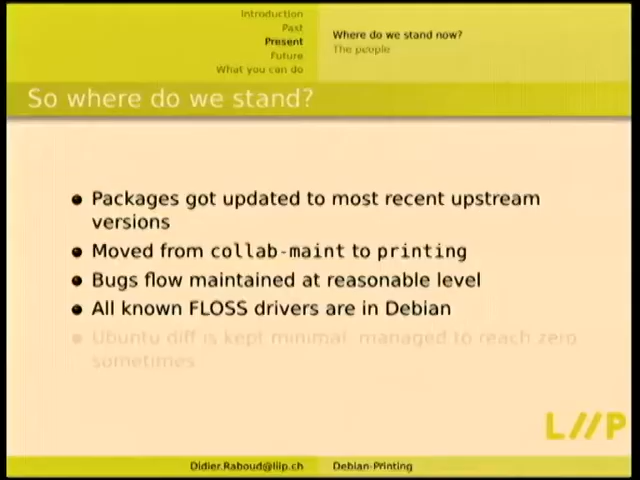 Introduction
Past
Present
Future
What you can do
Where do we stand now?
The people
So where do we stand?
Packages got updated to most recent upstream
versions
Moved from collab-maint to printing
Bugs flow maintained at reasonable level
All known FLOSS drivers are in Debian
Ubuntu diff is kept minimal, managed to reach zero
sometimes
LIIP
Didier.Raboud@liip.ch
Debian-Printing